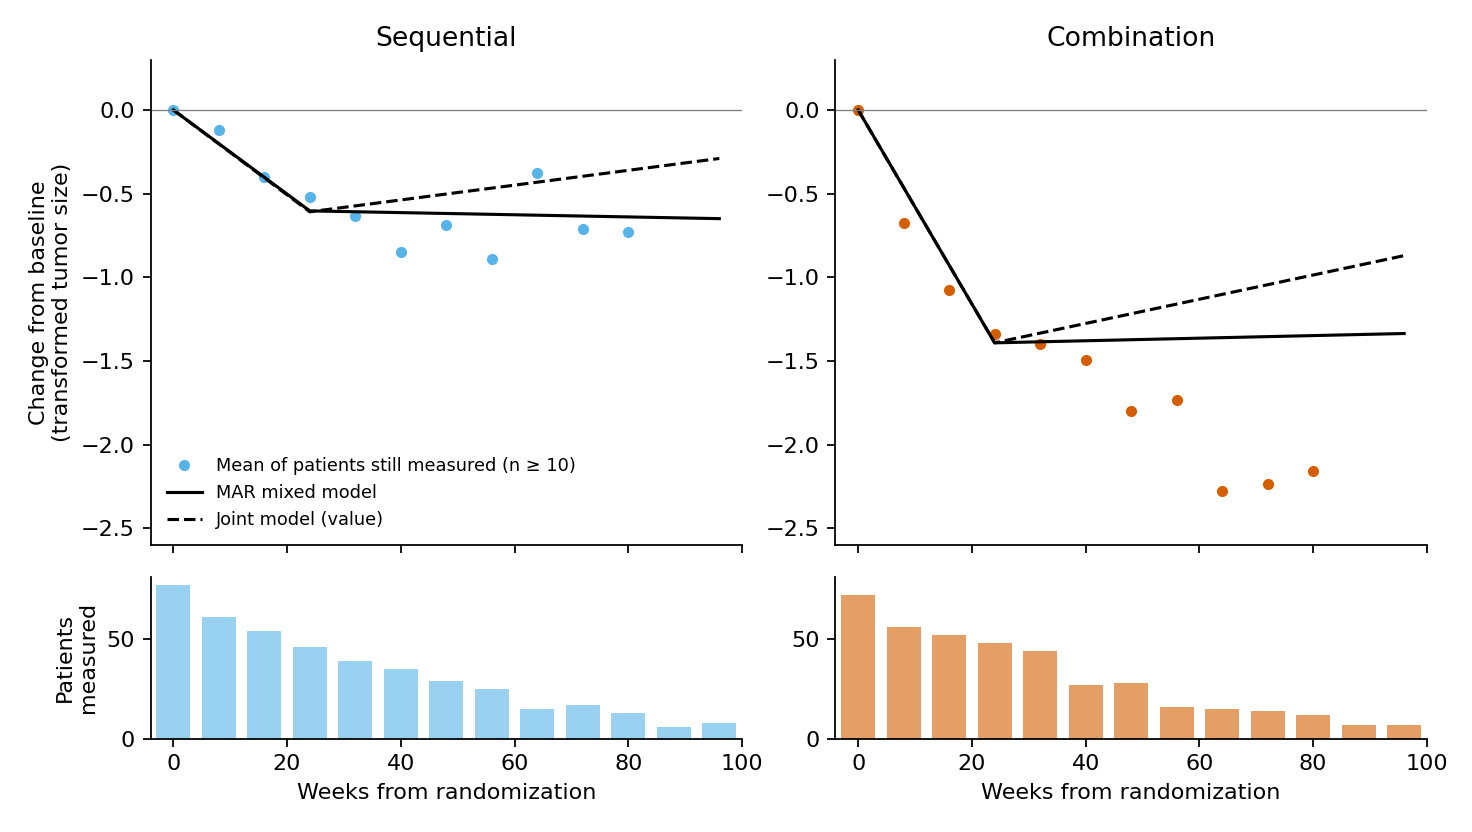 Sequential
Combination
Change from baseline
(transformed tumor size)
0.0
−0.5
−1.0
−1.5
−2.0
−2.5
Mean of patients still measured (n ≥ 10)
MAR mixed model
Joint model (value)
0.0
−0.5
−1.0
−1.5
−2.0
−2.5
Patients
measured
50
0
0 20 40 60 80 100
Weeks from randomization
50
0
0 20 40 60 80 100
Weeks from randomization